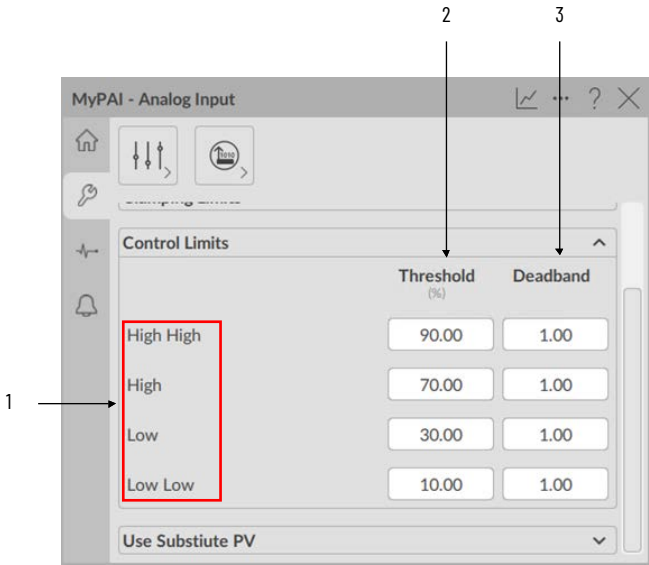 2 3
MyPAI - Analog Input ?
1010
Control Limits
Threshold Deadband
(%)
High High 90.00 1.00
High 70.00 1.00
1
Low 30.00 1.00
Low Low 10.00 1.00
Use Substiute PV